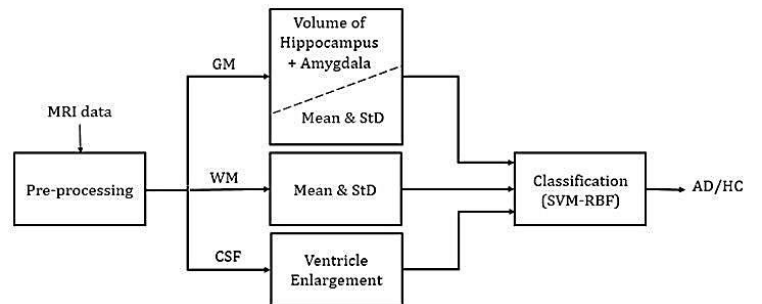 MRI data
Pre-processing
GM
WM
CSF
Volume of
Hippocampus
+ Amygdala
Mean & StD
Mean & StD
Ventricle
Enlargement
Classification
(SVM-RBF)
AD/HC